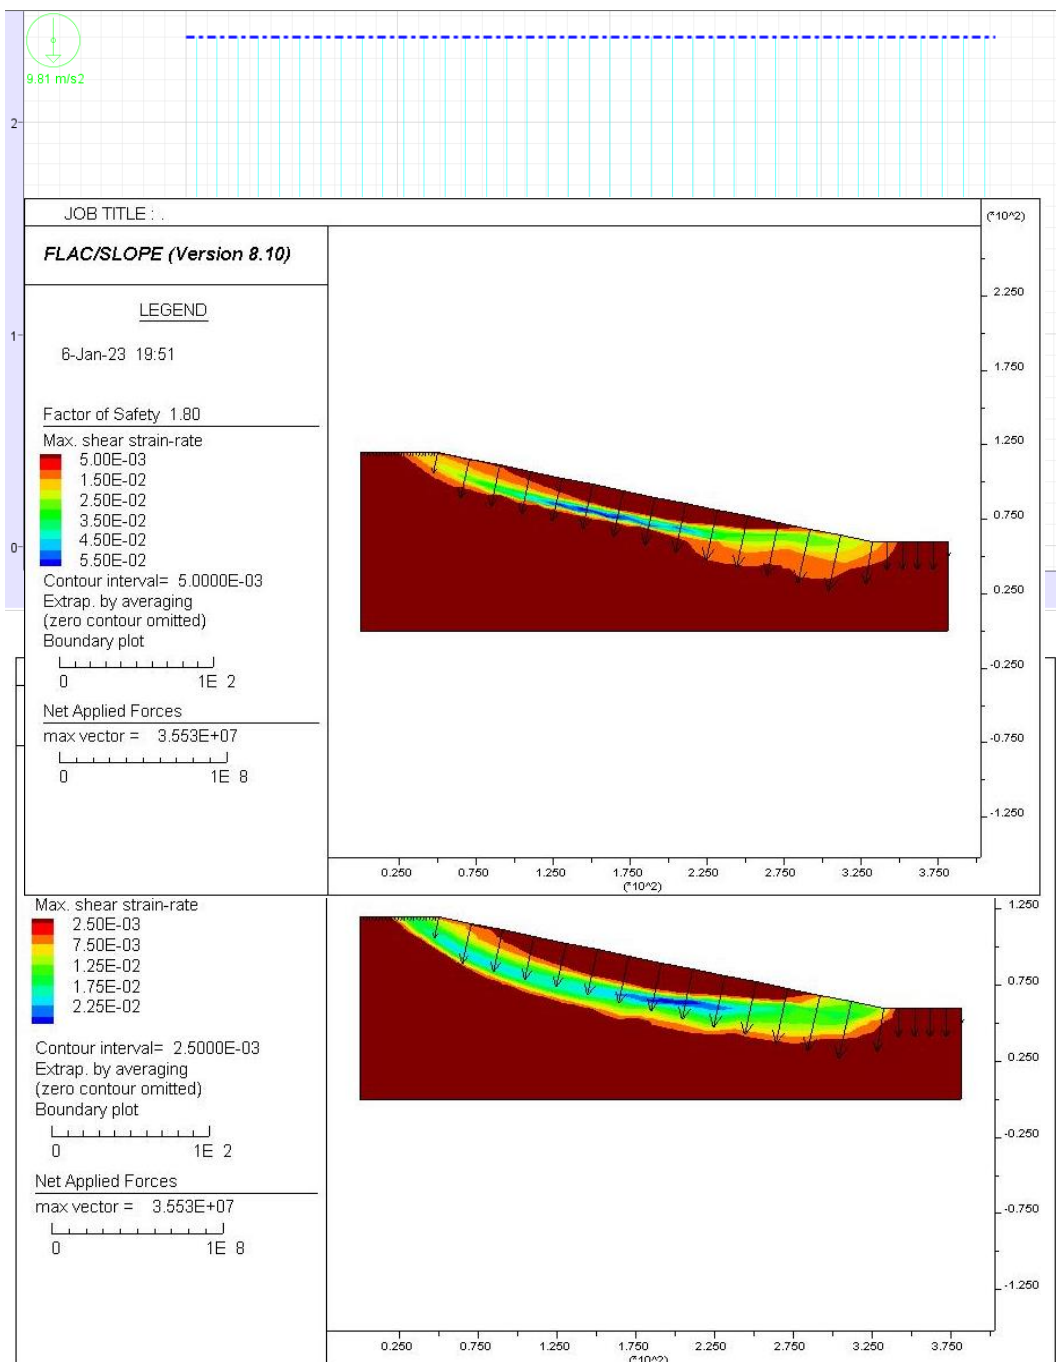 9.81 m/s2
2
1
0
JOB TITLE : .
(*10^2)
FLAC/SLOPE (Version 8.10)
LEGEND
6-Jan-23 19:51
Factor of Safety 1.80
Max. shear strain-rate
5.00E-03
1.50E-02
2.50E-02
3.50E-02
4.50E-02
5.50E-02
Contour interval= 5.0000E-03
Extrap. by averaging
(zero contour omitted)
Boundary plot
0 1E 2
Net Applied Forces
max vector = 3.553E+07
0 1E 8
2.250
1.750
1.250
0.750
0.250
-0.250
-0.750
-1.250
0.250 0.750 1.250 1.750 2.250 2.750 3.250 3.750
(*10^2)
Max. shear strain-rate
2.50E-03
7.50E-03
1.25E-02
1.75E-02
2.25E-02
Contour interval= 2.5000E-03
Extrap. by averaging
(zero contour omitted)
Boundary plot
0 1E 2
Net Applied Forces
max vector = 3.553E+07
0 1E 8
1.250
0.750
0.250
-0.250
-0.750
-1.250
0.250 0.750 1.250 1.750 2.250 2.750 3.250 3.750
(*10^2)